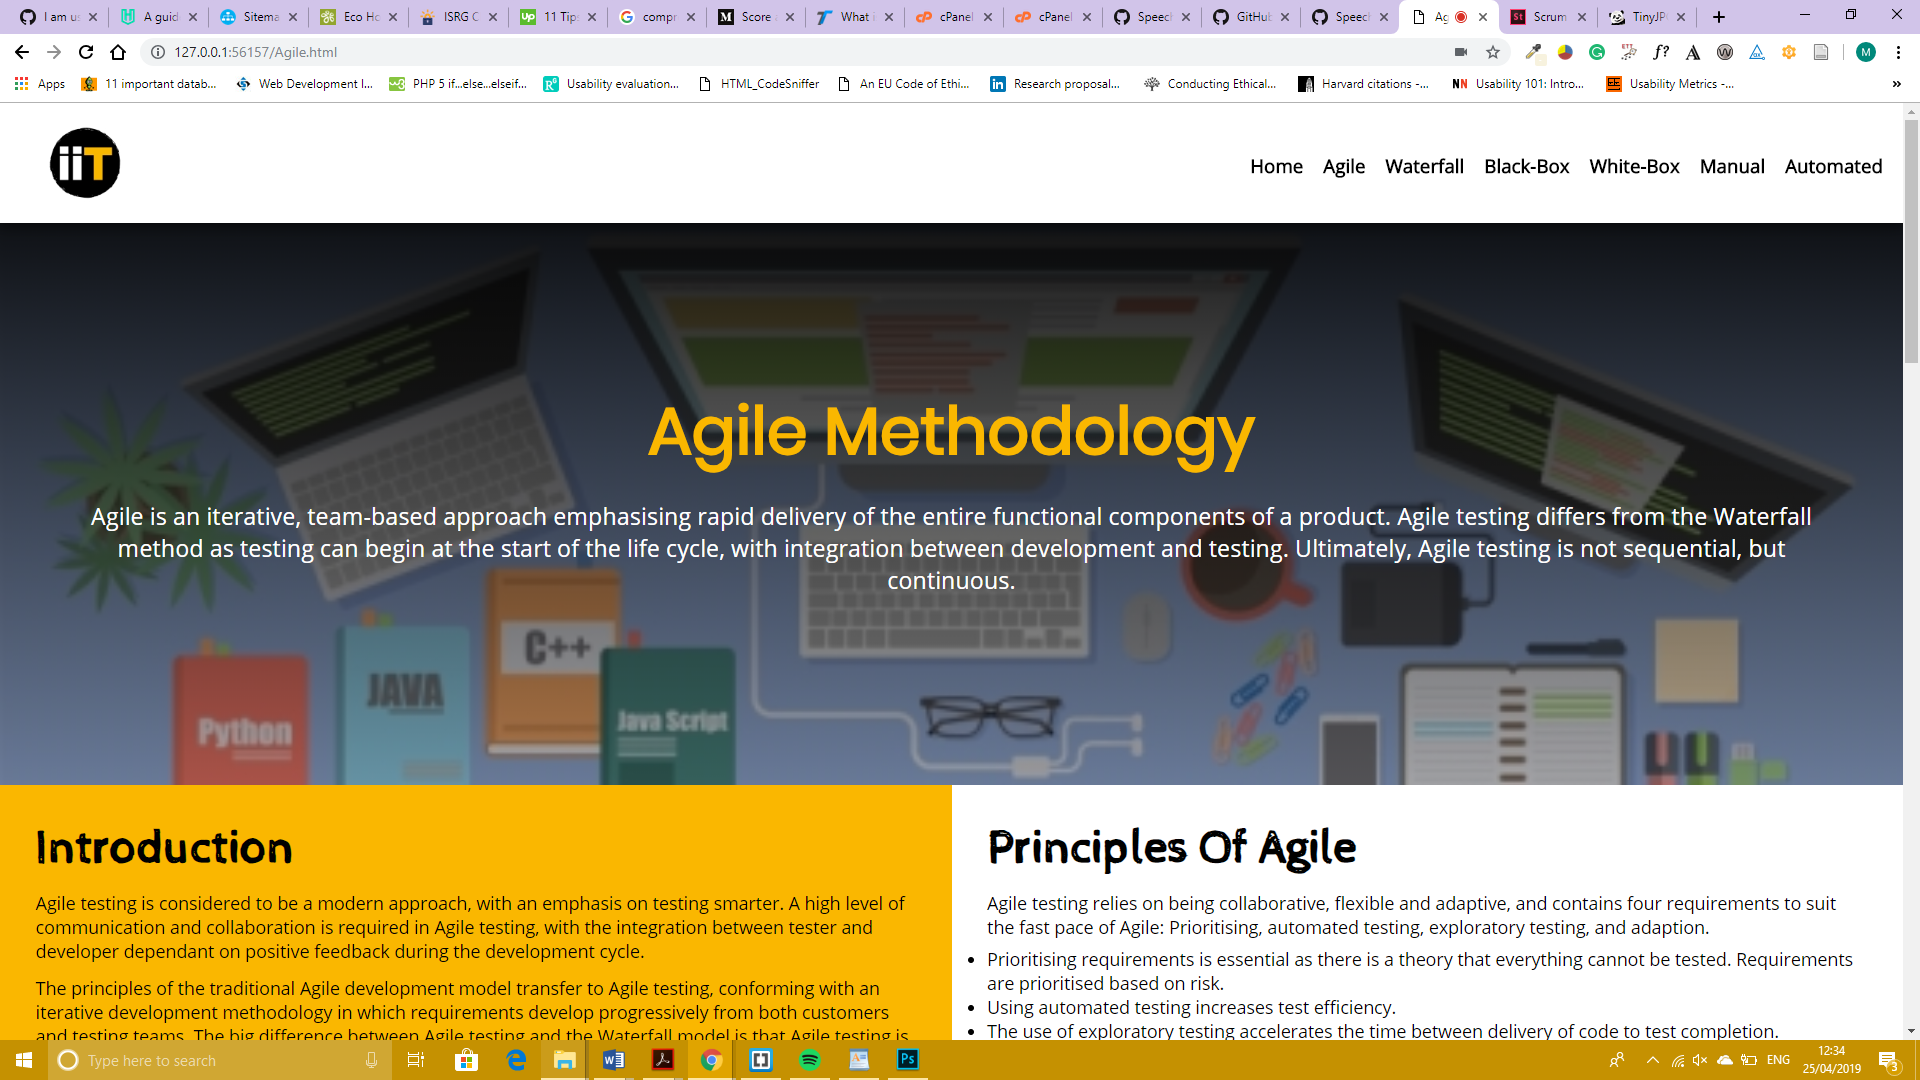 I am us
A guid
Sitema
Eco Ho
ISRG C
11 Tip
compr
Score
What i
cPanel
cPanel
Speech
GitHub
Speech
Ag
Scrum
TinyJP
127.0.0.1:56157/Agile.html
Apps
11 important datab...
Web Development I...
PHP 5 if...else...elseif...
Usability evaluation...
HTML_CodeSniffer
An EU Code of Ethi...
Research proposal...
Conducting Ethical...
Harvard citations -...
Usability 101: Intro...
Usability Metrics -...
»
iiT
Home Agile Waterfall Black-Box White-Box Manual Automated
Agile Methodology
Agile is an iterative, team-based approach emphasising rapid delivery of the entire functional components of a product. Agile testing differs from the Waterfall
method as testing can begin at the start of the life cycle, with integration between development and testing. Ultimately, Agile testing is not sequential, but
continuous.
Python
JAVA
C++
Java Script
Introduction
Agile testing is considered to be a modern approach, with an emphasis on testing smarter. A high level of
communication and collaboration is required in Agile testing, with the integration between tester and
developer dependant on positive feedback during the development cycle.
The principles of the traditional Agile development model transfer to Agile testing, conforming with an
iterative development methodology in which requirements develop progressively from both customers
and testing teams. The big difference between Agile testing and the Waterfall model is that Agile testing is
Principles Of Agile
Agile testing relies on being collaborative, flexible and adaptive, and contains four requirements to suit
the fast pace of Agile: Prioritising, automated testing, exploratory testing, and adaption.
• Prioritising requirements is essential as there is a theory that everything cannot be tested. Requirements
are prioritised based on risk.
• Using automated testing increases test efficiency.
• The use of exploratory testing accelerates the time between delivery of code to test completion.
Type here to search
ENG
12:34
25/04/2019
3